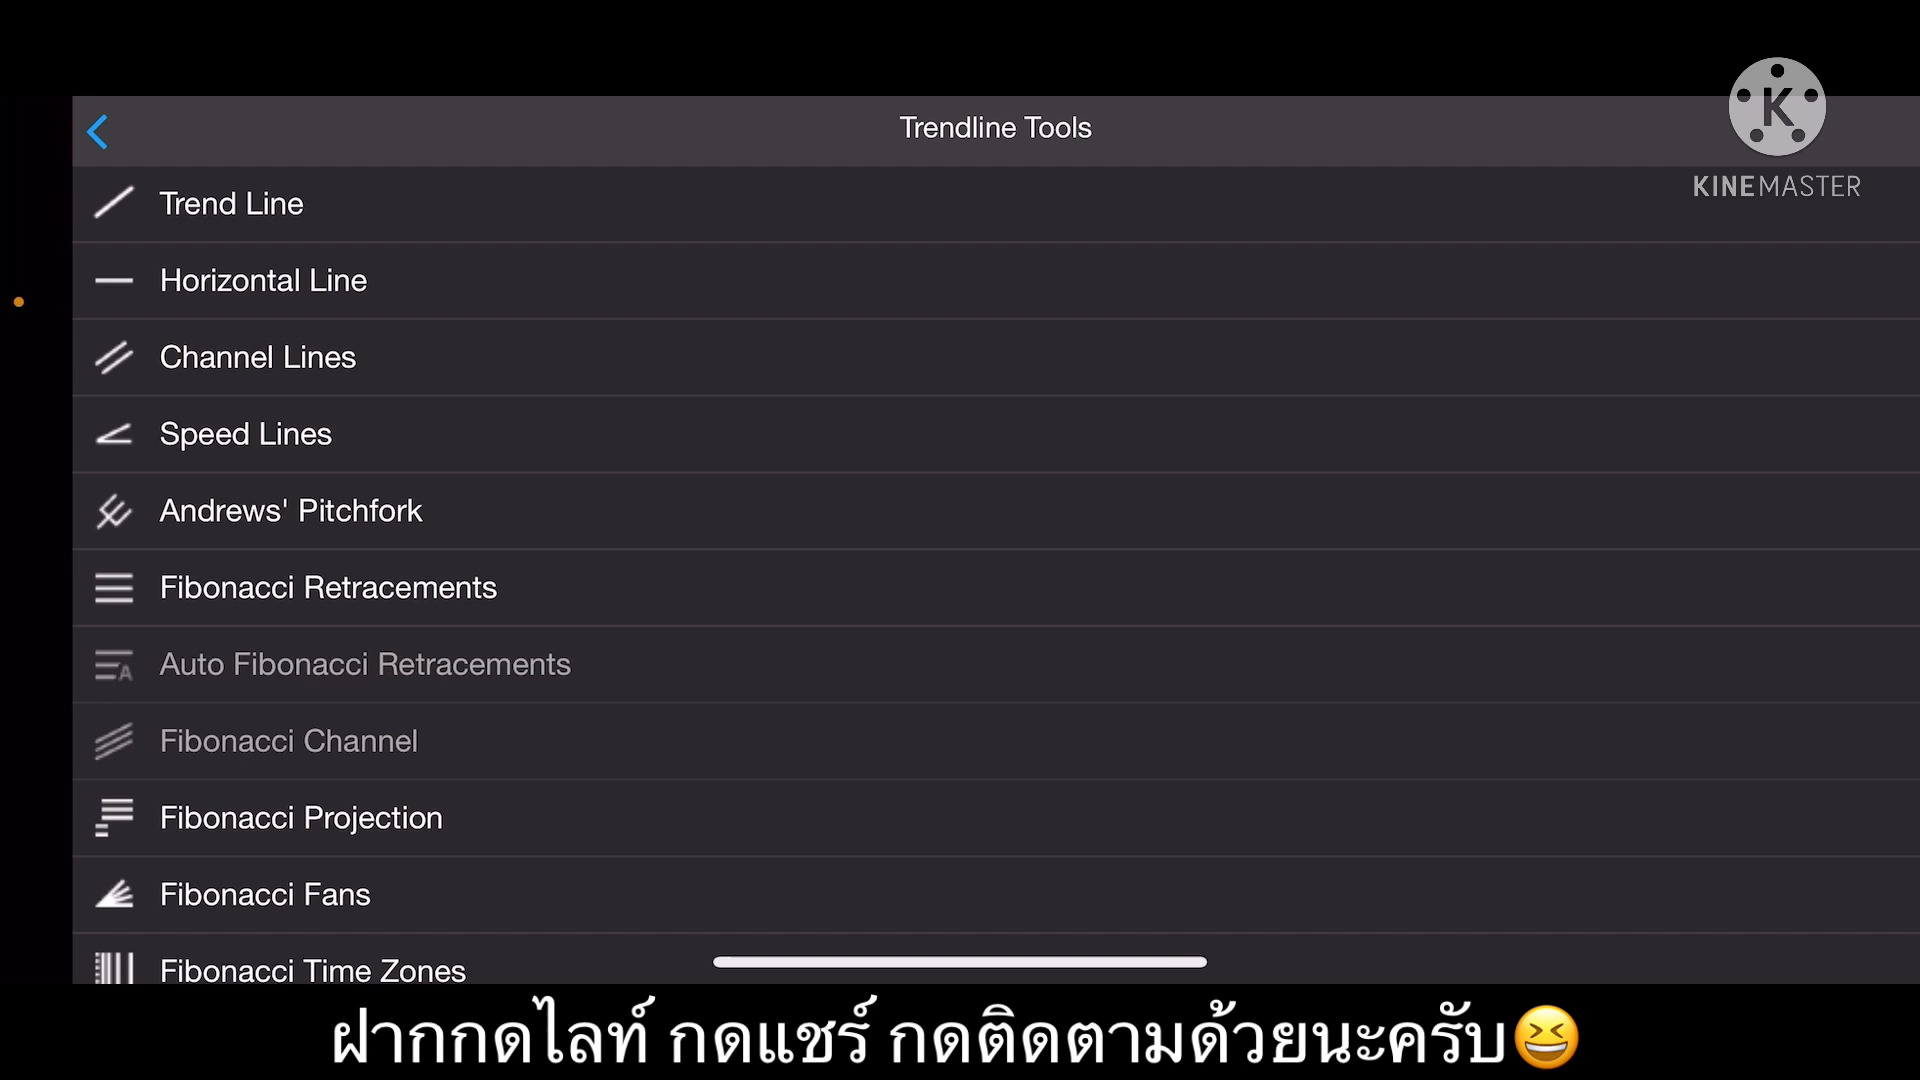 Trendline Tools
K
KINEMASTER
Trend Line
Horizontal Line
Channel Lines
Speed Lines
Andrews' Pitchfork
Fibonacci Retracements
Auto Fibonacci Retracements
Fibonacci Channel
Fibonacci Projection
Fibonacci Fans
Fibonacci Time Zones
ฝากกดไลท์ กดแชร์ กดติดตามด้วยนะครับ😆